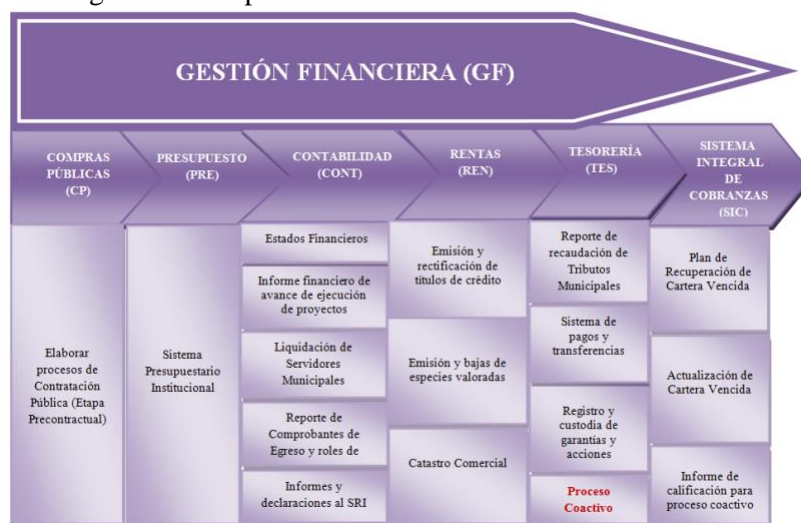 GESTIÓN FINANCIERA (GF)
COMPRAS
PÚBLICAS
(CP)
PRESUPUESTO
(PRE)
CONTABILIDAD
(CONT)
RENTAS
(REN)
TESORERÍA
(TES)
SISTEMA
INTEGRAL
DE
COBRANZAS
(SIC)
Elaborar
procesos de
Contratación
Pública (Etapa
Precontractual)
Sistema
Presupuestario
Institucional
Estados Financieros
Informe financiero de
avance de ejecución
de proyectos
Liquidación de
Servidores
Municipales
Reporte de
Comprobantes de
Egreso y roles de
Informes y
declaraciones al SRI
Emisión y
rectificación de
títulos de crédito
Emisión y bajas de
especies valoradas
Catastro Comercial
Reporte de
recaudación de
Tributos
Municipales
Sistema de
pagos y
transferencias
Registro y
custodia de
garantías y
acciones
Proceso
Coactivo
Plan de
Recuperación de
Cartera Vencida
Actualización de
Cartera Vencida
Informe de
calificación para
proceso coactivo